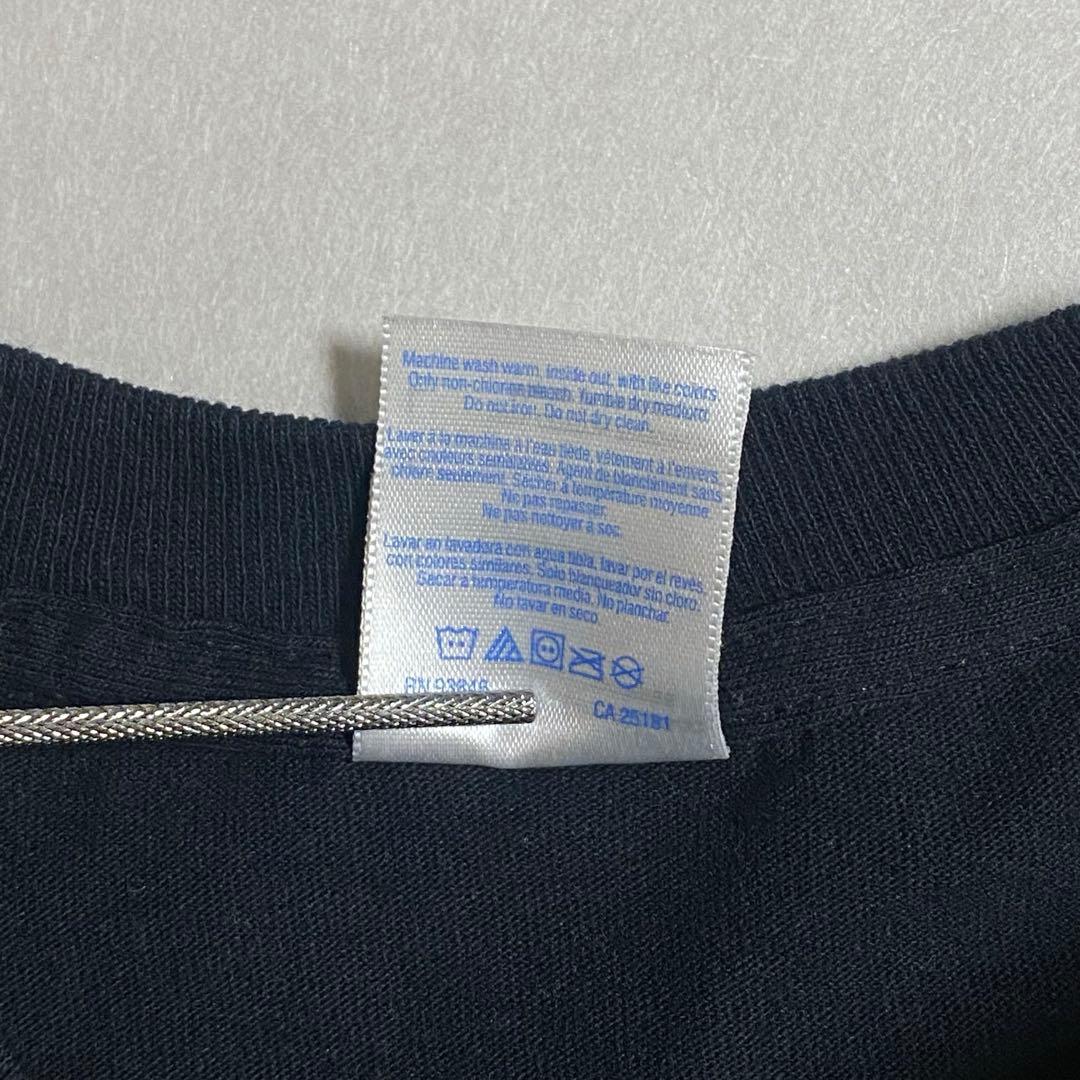 Machine wash warm, inside out, with like colors.
Only non-chlorine bleach. Tumble dry medium.
Do not iron. Do not dry clean.
Laver à la machine à l'eau tiède, vêtement à l'envers
avec couleurs semblables. Agent de blanchiment sans
chlore seulement. Sécher à température moyenne.
Ne pas repasser.
Ne pas nettoyer à sec.
Lavar en lavadora con agua tibia, lavar por el revés,
con colores similares. Solo blanqueador sin cloro.
Secar a temperatura media. No planchar.
No lavar en seco.
RN 93846
CA 25181